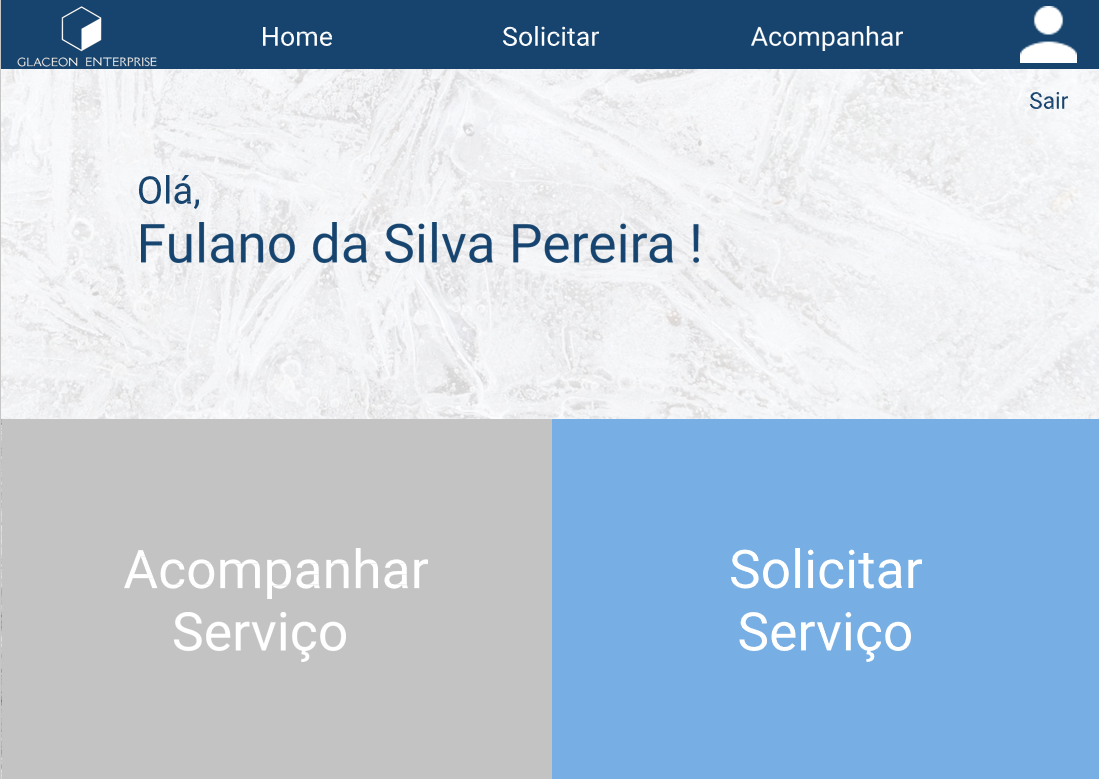 GLACEON ENTERPRISE
Home
Solicitar
Acompanhar
Sair
Olá,
Fulano da Silva Pereira !
Acompanhar
Serviço
Solicitar
Serviço